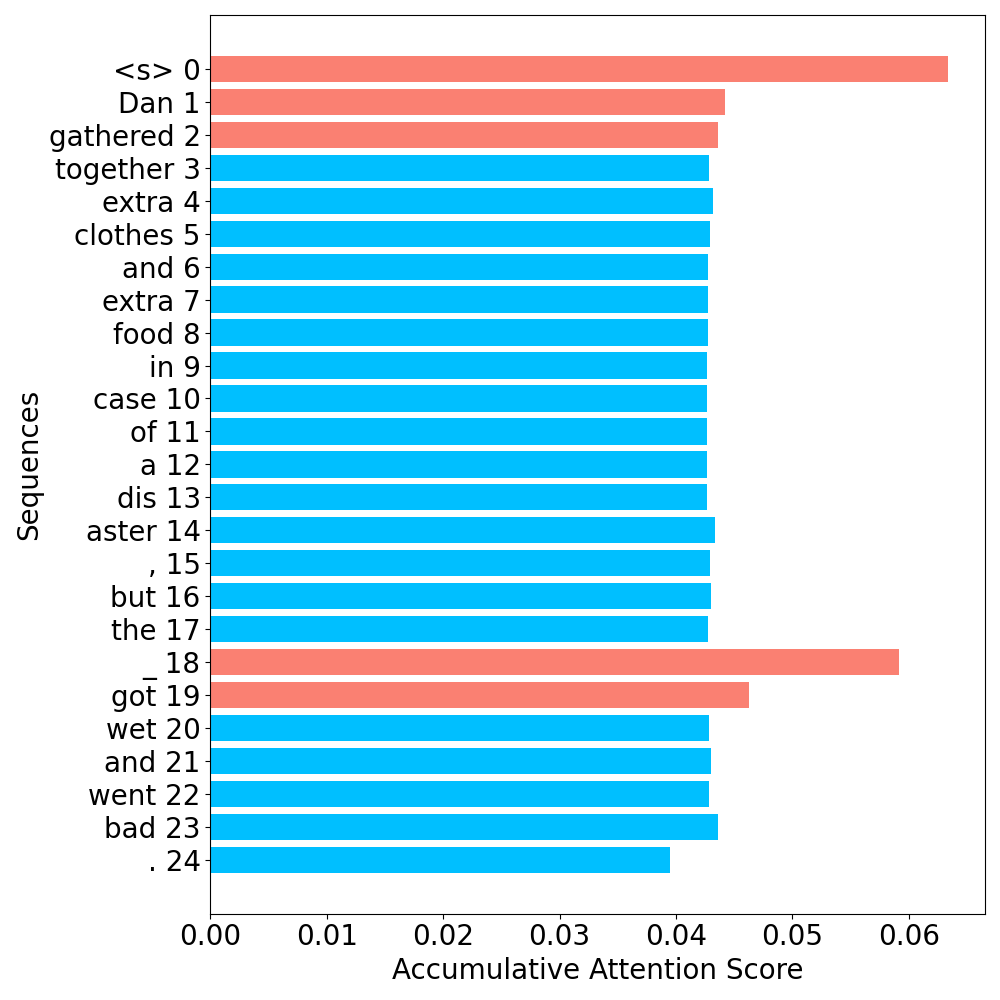 <s> 0
Dan 1
gathered 2
together 3
extra 4
clothes 5
and 6
extra 7
food 8
in 9
case 10
of 11
a 12
dis 13
aster 14
, 15
but 16
the 17
_ 18
got 19
wet 20
and 21
went 22
bad 23
. 24
Sequences
0.00 0.01 0.02 0.03 0.04 0.05 0.06
Accumulative Attention Score